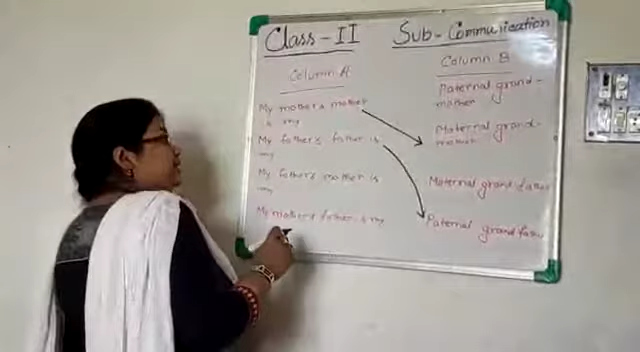 Class - II
Sub - Communication
Column A
Column B
My mother's mother
is my
My father's father is
my
My father's mother is
my
My mother's father is my
Paternal grand-
mother
Maternal grand-
mother
Maternal grand father
Paternal grand father